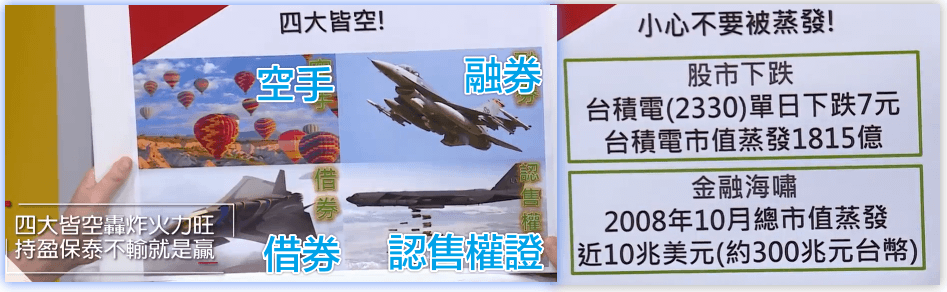 四大皆空!
空手
融券
借券
借券
認售權
認售權證
四大皆空轟炸火力旺
持盈保泰不輸就是贏
小心不要被蒸發!
股市下跌
台積電(2330)單日下跌7元
台積電市值蒸發1815億
金融海嘯
2008年10月總市值蒸發
近10兆美元(約300兆元台幣)